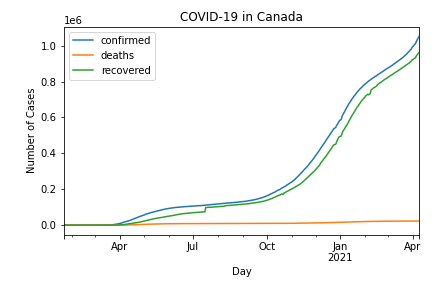 COVID-19 in Canada
1e6
confirmed
deaths
recovered
Number of Cases
1.0
0.8
0.6
0.4
0.2
0.0
Apr Jul Oct Jan Apr
2021
Day